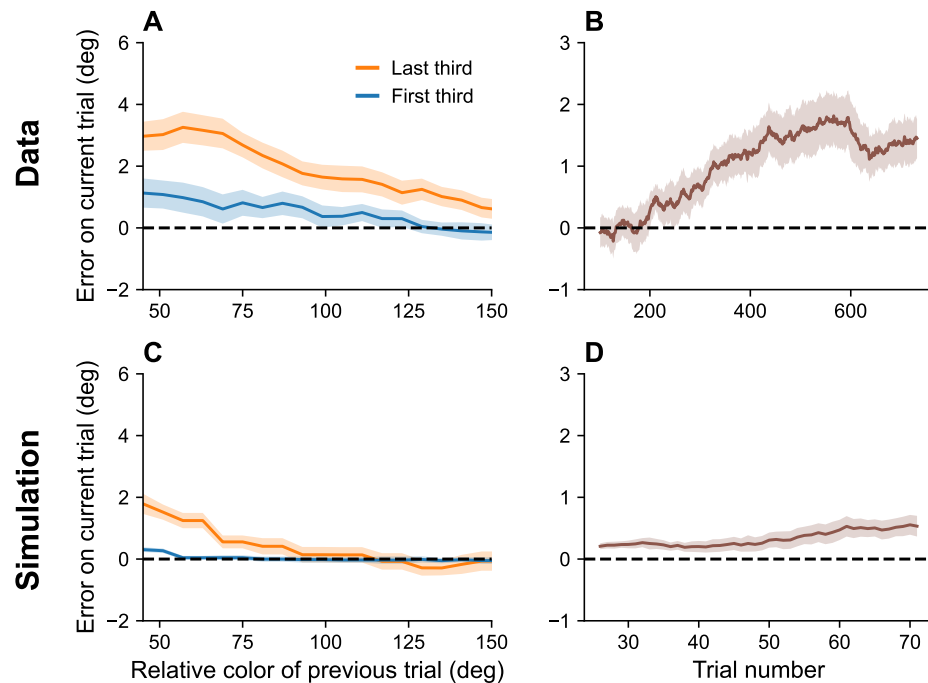 A
B
Data
Error on current trial (deg)
6
4
2
0
−2
Last third
First third
50 75 100 125 150
3
2
1
0
−1
200 400 600
C
D
Simulation
Error on current trial (deg)
6
4
2
0
−2
50 75 100 125 150
Relative color of previous trial (deg)
3
2
1
0
−1
30 40 50 60 70
Trial number